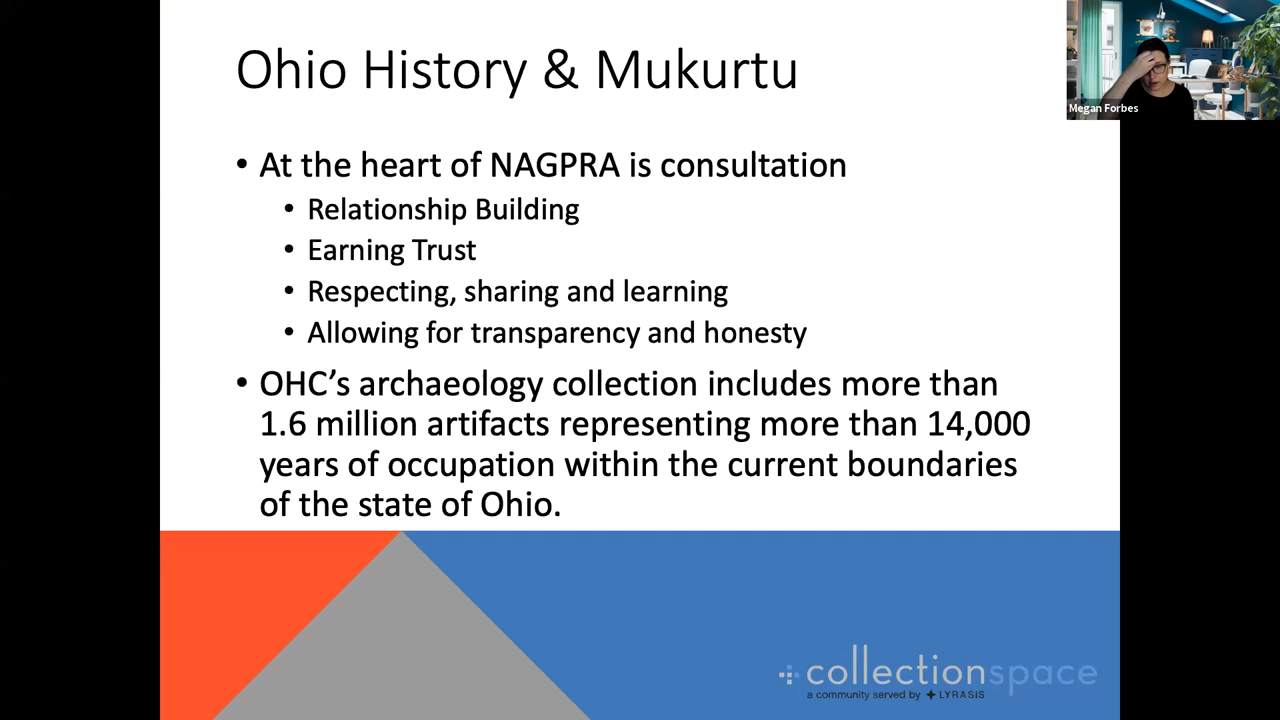 Ohio History & Mukurtu
Megan Forbes
• At the heart of NAGPRA is consultation
• Relationship Building
• Earning Trust
• Respecting, sharing and learning
• Allowing for transparency and honesty
• OHC’s archaeology collection includes more than
1.6 million artifacts representing more than 14,000
years of occupation within the current boundaries
of the state of Ohio.
collectionspace
a community served by LYRASIS